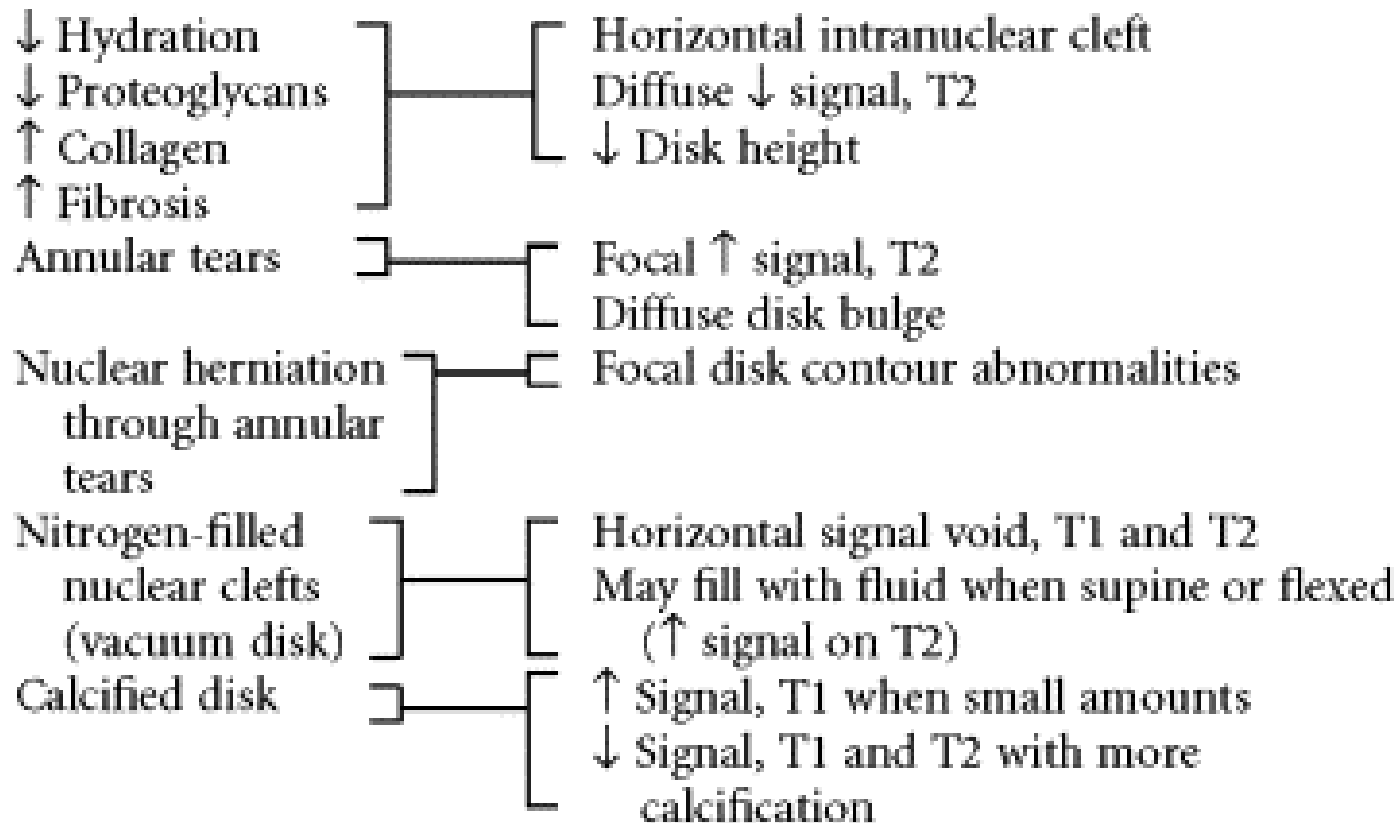 ↓ Hydration
↓ Proteoglycans
↑ Collagen
↑ Fibrosis
Horizontal intranuclear cleft
Diffuse ↓ signal, T2
↓ Disk height
Annular tears
Focal ↑ signal, T2
Diffuse disk bulge
Nuclear herniation
through annular
tears
Focal disk contour abnormalities
Nitrogen-filled
nuclear clefts
(vacuum disk)
Horizontal signal void, T1 and T2
May fill with fluid when supine or flexed
(↑ signal on T2)
Calcified disk
↑ Signal, T1 when small amounts
↓ Signal, T1 and T2 with more
calcification